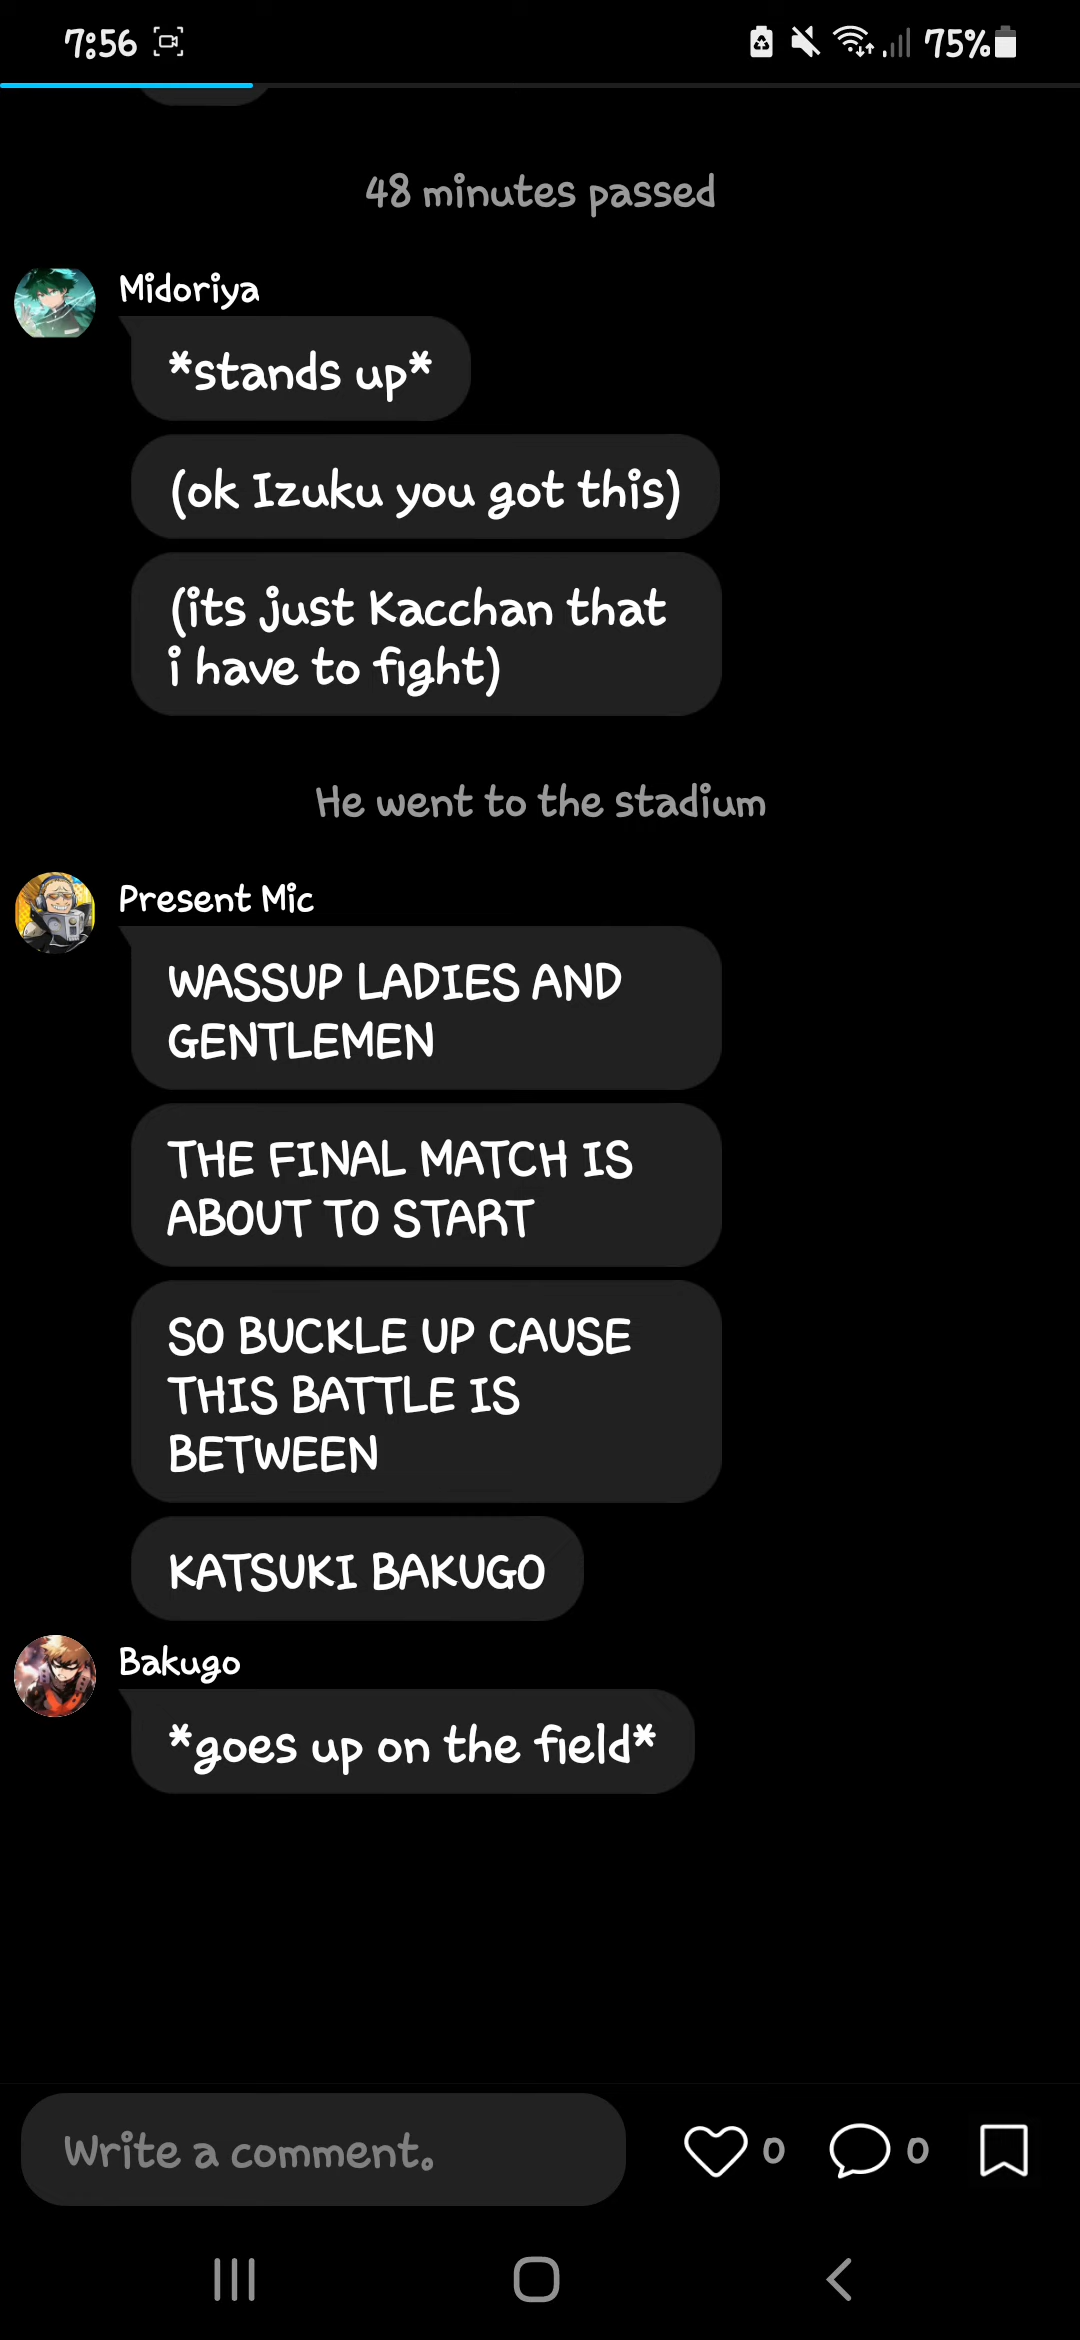 7:56
75%
48 minutes passed
Midoriya
*stands up*
(ok Izuku you got this)
(its just Kacchan that
i have to fight)
He went to the stadium
Present Mic
WASSUP LADIES AND
GENTLEMEN
THE FINAL MATCH IS
ABOUT TO START
SO BUCKLE UP CAUSE
THIS BATTLE IS
BETWEEN
KATSUKI BAKUGO
Bakugo
*goes up on the field*
Write a comment.
0
0